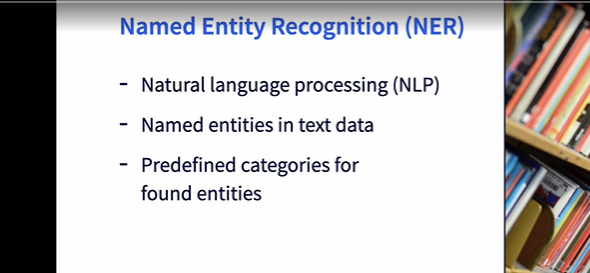 Named Entity Recognition (NER)
- Natural language processing (NLP)
- Named entities in text data
- Predefined categories for
found entities